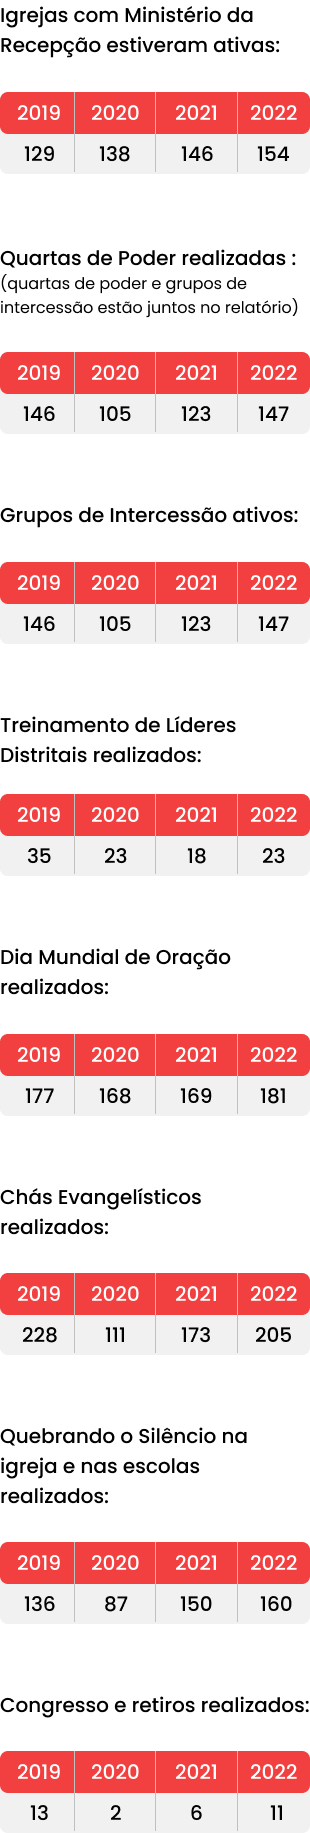 Igrejas com Ministério da
Recepção estiveram ativas:
2019 2020 2021 2022
129 138 146 154
Quartas de Poder realizadas :
(quartas de poder e grupos de
intercessão estão juntos no relatório)
2019 2020 2021 2022
146 105 123 147
Grupos de Intercessão ativos:
2019 2020 2021 2022
146 105 123 147
Treinamento de Líderes
Distritais realizados:
2019 2020 2021 2022
35 23 18 23
Dia Mundial de Oração
realizados:
2019 2020 2021 2022
177 168 169 181
Chás Evangelísticos
realizados:
2019 2020 2021 2022
228 111 173 205
Quebrando o Silêncio na
igreja e nas escolas
realizados:
2019 2020 2021 2022
136 87 150 160
Congresso e retiros realizados:
2019 2020 2021 2022
13 2 6 11